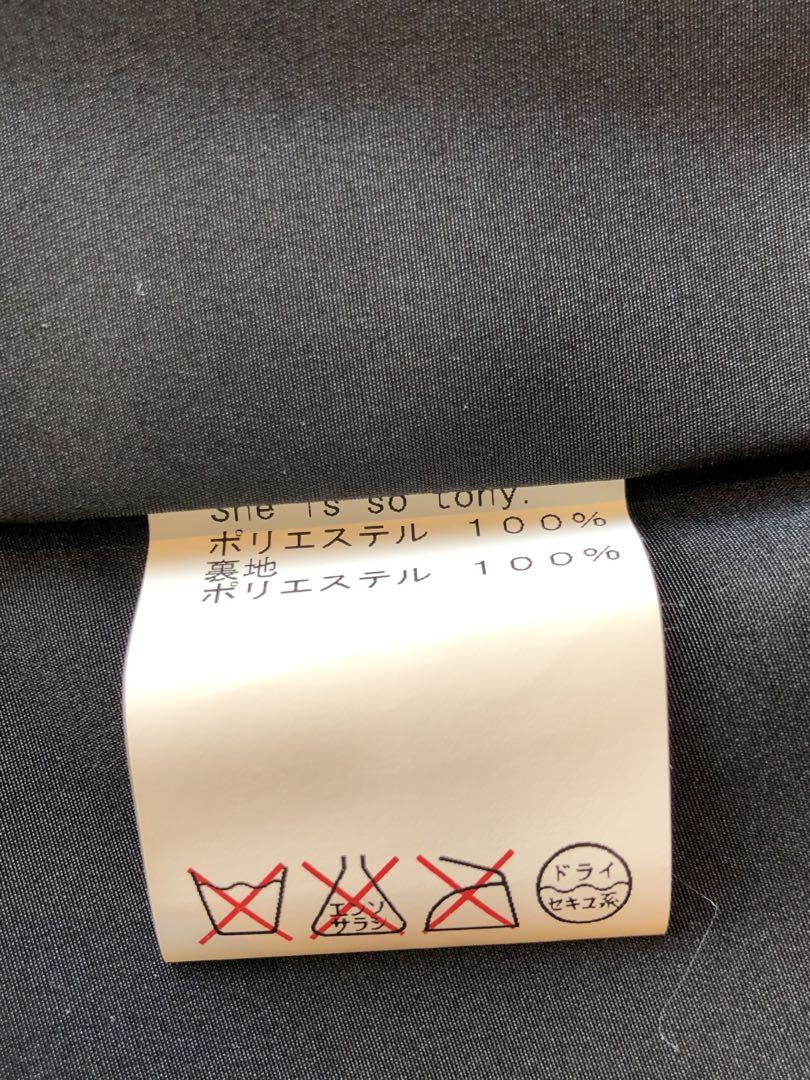 She is so tony.
ポリエステル １００％
裏地
ポリエステル １００％
エンソ
サラシ
ドライ
セキユ系